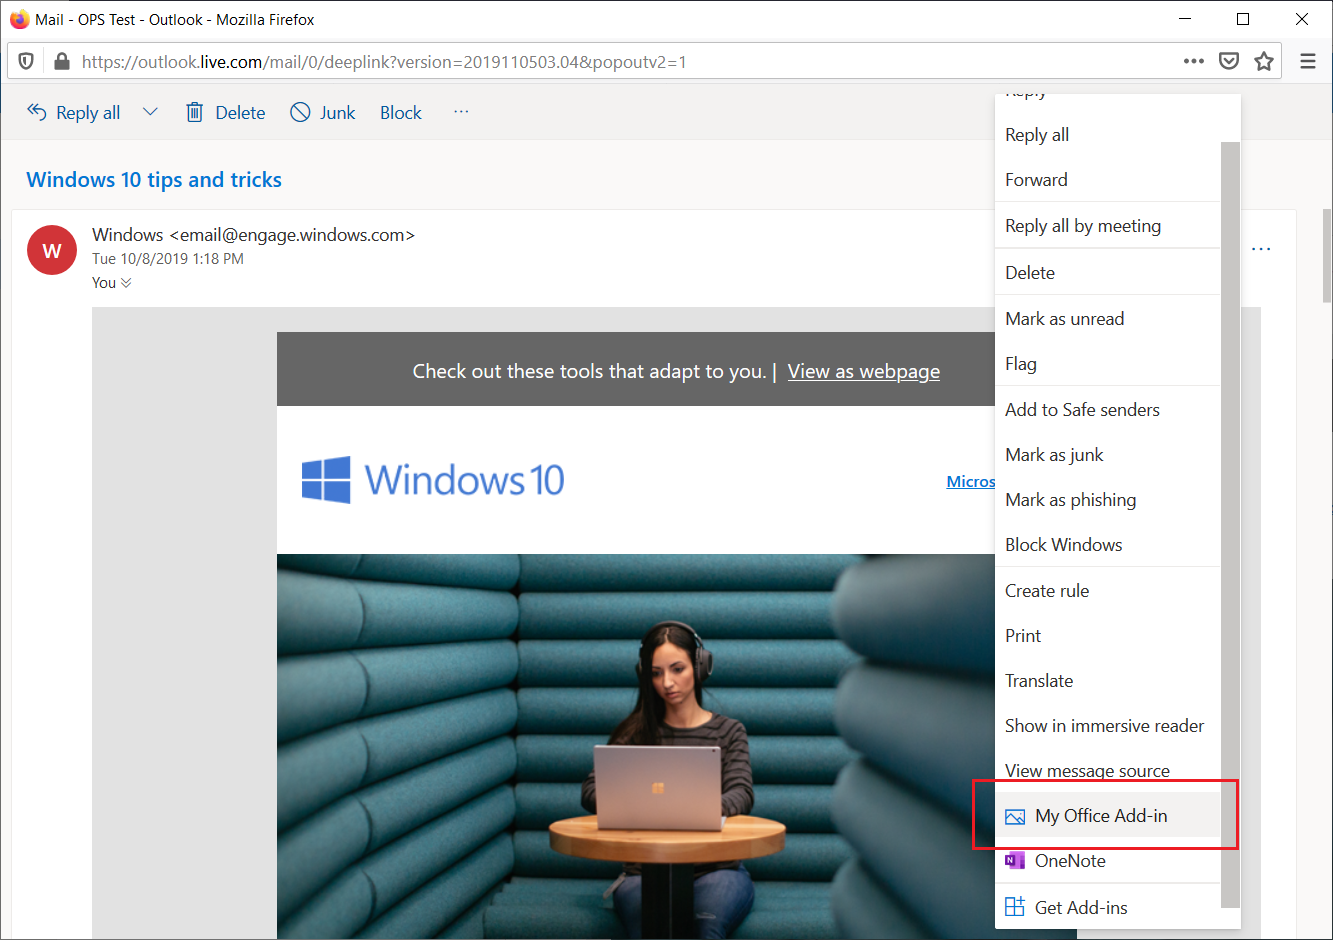 Mail - OPS Test - Outlook - Mozilla Firefox
https://outlook.live.com/mail/0/deeplink?version=2019110503.04&popoutv2=1
Reply all Delete Junk Block
Windows 10 tips and tricks
W
Windows <email@engage.windows.com>
Tue 10/8/2019 1:18 PM
You
Check out these tools that adapt to you. | View as webpage
Windows 10
Micros
Reply
Reply all
Forward
Reply all by meeting
Delete
Mark as unread
Flag
Add to Safe senders
Mark as junk
Mark as phishing
Block Windows
Create rule
Print
Translate
Show in immersive reader
View message source
My Office Add-in
N OneNote
Get Add-ins